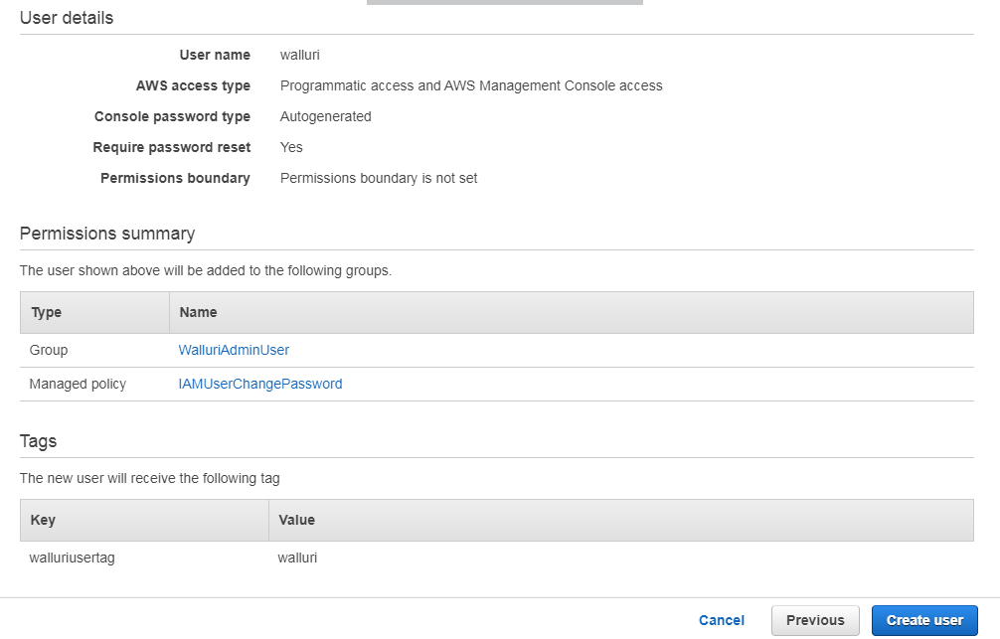 User details
User name walluri
AWS access type Programmatic access and AWS Management Console access
Console password type Autogenerated
Require password reset Yes
Permissions boundary Permissions boundary is not set
Permissions summary
The user shown above will be added to the following groups.
Type Name
Group WalluriAdminUser
Managed policy IAMUserChangePassword
Tags
The new user will receive the following tag
Key Value
walluriusertag walluri
Cancel Previous Create user